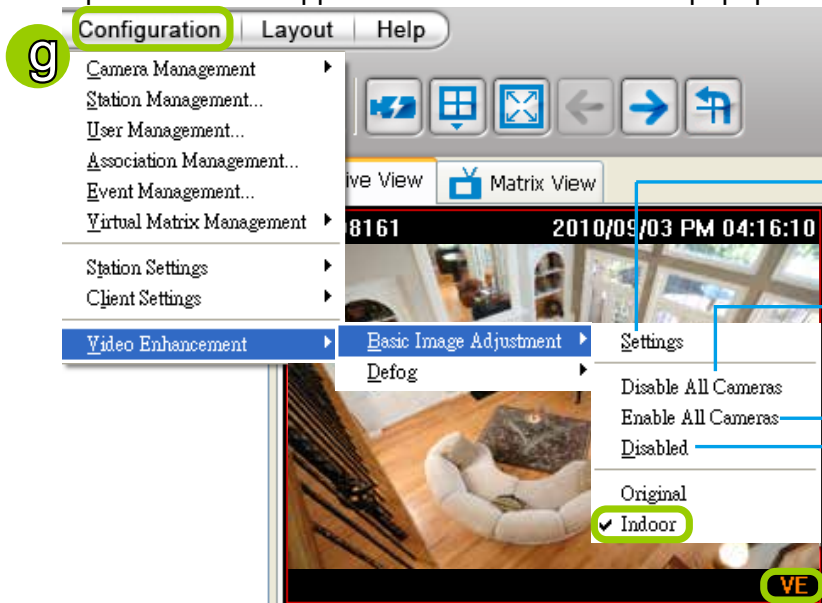 Configuration Layout Help
g
Camera Management
Station Management...
User Management...
Association Management...
Event Management...
Virtual Matrix Management
Station Settings
Client Settings
Video Enhancement
ive View Matrix View
8161 2010/09/03 PM 04:16:10
Basic Image Adjustment
Defog
Settings
Disable All Cameras
Enable All Cameras
Disabled
Original
Indoor
VE